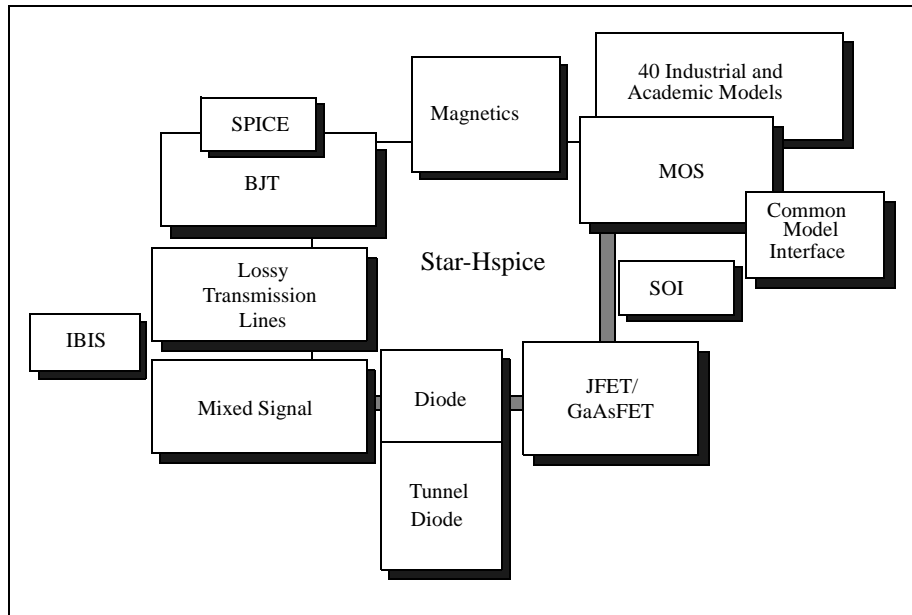 40 Industrial and
Academic Models
Magnetics
SPICE
BJT
MOS
Common
Model
Interface
Star-Hspice
Lossy
Transmission
Lines
SOI
IBIS
Mixed Signal
Diode
JFET/
GaAsFET
Tunnel
Diode